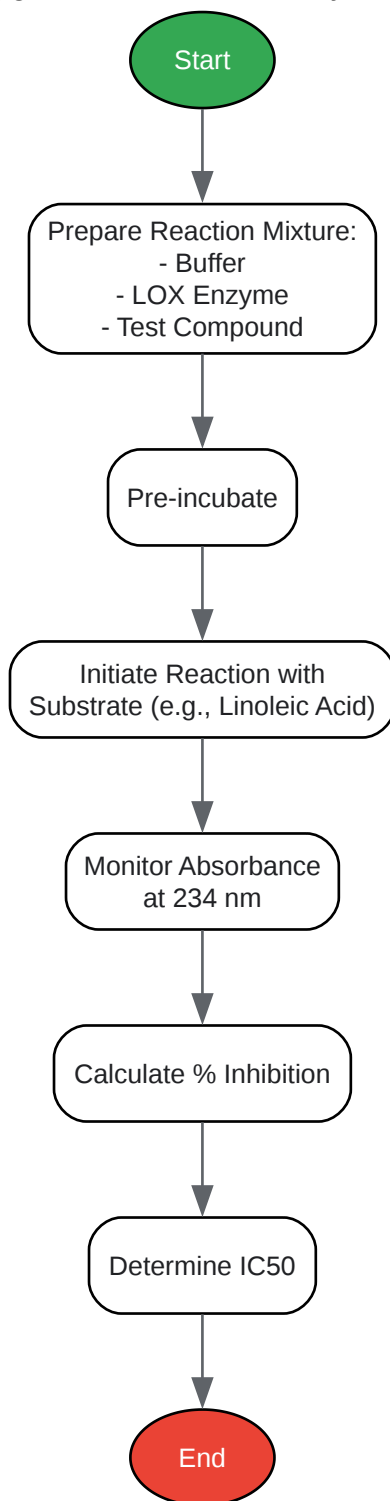 Start
Prepare Reaction Mixture:
- Buffer
- LOX Enzyme
- Test Compound
Pre-incubate
Initiate Reaction with
Substrate (e.g., Linoleic Acid)
Monitor Absorbance
at 234 nm
Calculate % Inhibition
Determine IC50
End